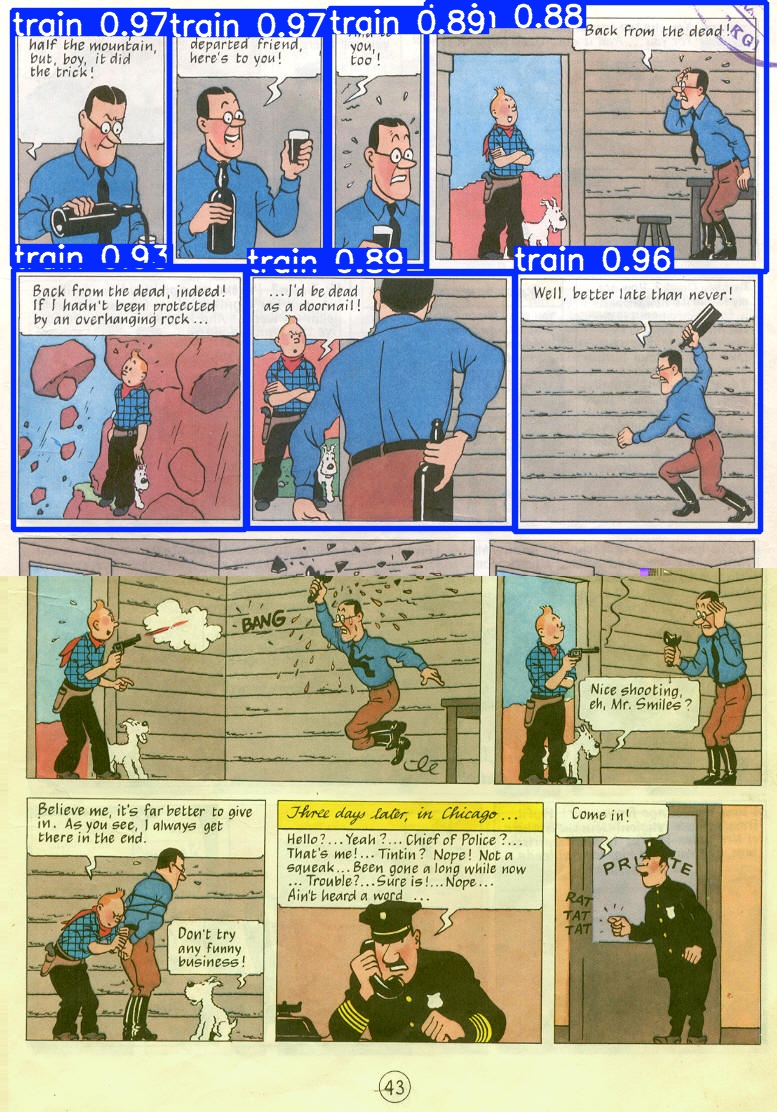 train 0.97
train 0.97
train 0.89
0.88
half the mountain,
but, boy, it did
the trick!
departed friend,
here's to you!
you,
too!
Back from the dead!
train 0.93
train 0.89
train 0.96
Back from the dead, indeed!
If I hadn't been protected
by an overhanging rock ...
...I'd be dead
as a doornail!
Well, better late than never!
BANG
Nice shooting,
eh, Mr. Smiles?
Believe me, it's far better to give
in. As you see, I always get
there in the end.
Don't try
any funny
business!
Three days later, in Chicago ...
Hello?...Yeah?... Chief of Police?...
That's me!... Tintin? Nope! Not a
squeak...Been gone a long while now
... Trouble?...Sure is!...Nope...
Ain't heard a word ...
Come in!
PRI TE
RAT
TAT
TAT
43